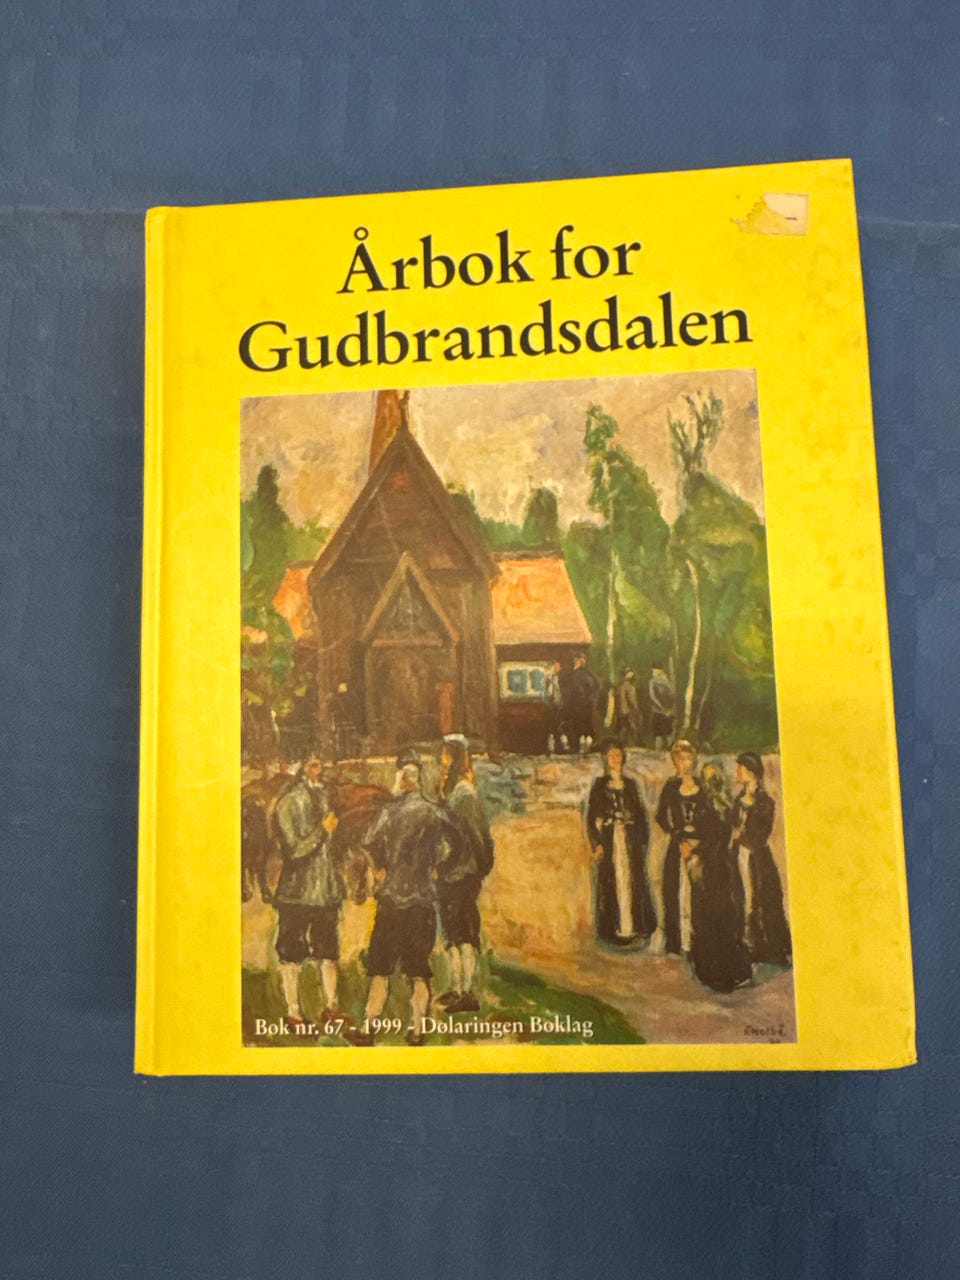 Årbok for
Gudbrandsdalen
Bok nr. 67 - 1999 - Dølaringen Boklag